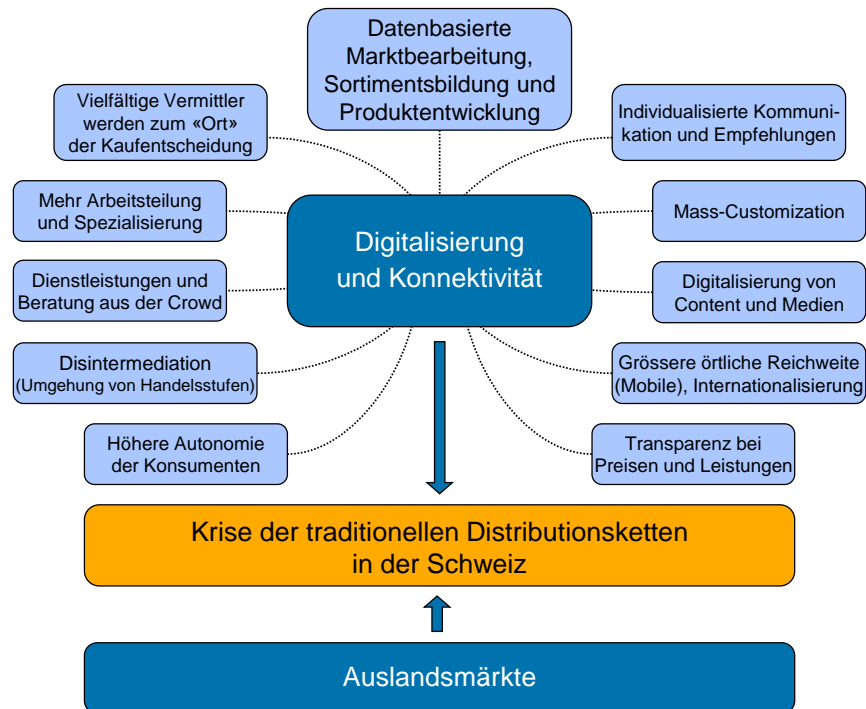 Datenbasierte
Marktbearbeitung,
Sortimentsbildung und
Produktentwicklung
Vielfältige Vermittler
werden zum «Ort»
der Kaufentscheidung
Individualisierte Kommuni-
kation und Empfehlungen
Mehr Arbeitsteilung
und Spezialisierung
Digitalisierung
und Konnektivität
Mass-Customization
Dienstleistungen und
Beratung aus der Crowd
Digitalisierung von
Content und Medien
Disintermediation
(Umgehung von Handelsstufen)
Grössere örtliche Reichweite
(Mobile), Internationalisierung
Höhere Autonomie
der Konsumenten
Transparenz bei
Preisen und Leistungen
Krise der traditionellen Distributionsketten
in der Schweiz
Auslandsmärkte